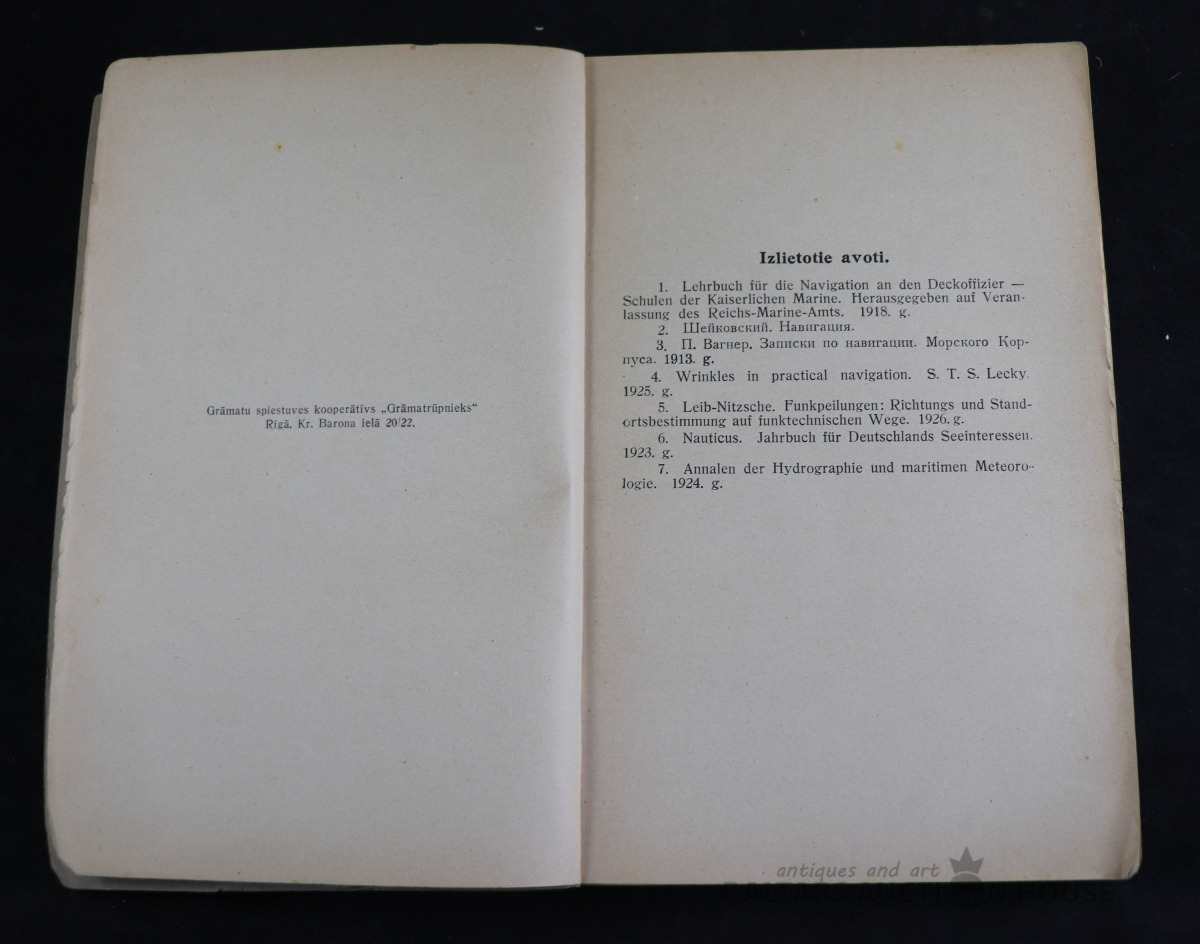 Grāmatu spiestuves kooperātīvs „Grāmatrūpnieks“
Rīgā, Kr. Barona ielā 20/22.
Izlietotie avoti.
1. Lehrbuch für die Navigation an den Deckoffizier —
Schulen der Kaiserlichen Marine. Herausgegeben auf Veran-
lassung des Reichs-Marine-Amts. 1918. g.
2. Шейковский. Навигация.
3. П. Вагнер. Записки по навигации. Морского Кор-
пуса. 1913. g.
4. Wrinkles in practical navigation. S. T. S. Lecky.
1925. g.
5. Leib-Nitzsche. Funkpeilungen: Richtungs und Stand-
ortsbestimmung auf funktechnischen Wege. 1926. g.
6. Nauticus. Jahrbuch für Deutschlands Seeinteressen.
1923. g.
7. Annalen der Hydrographie und maritimen Meteoro-
logie. 1924. g.
antiques and art
BALTARS AUCTION HOUSE